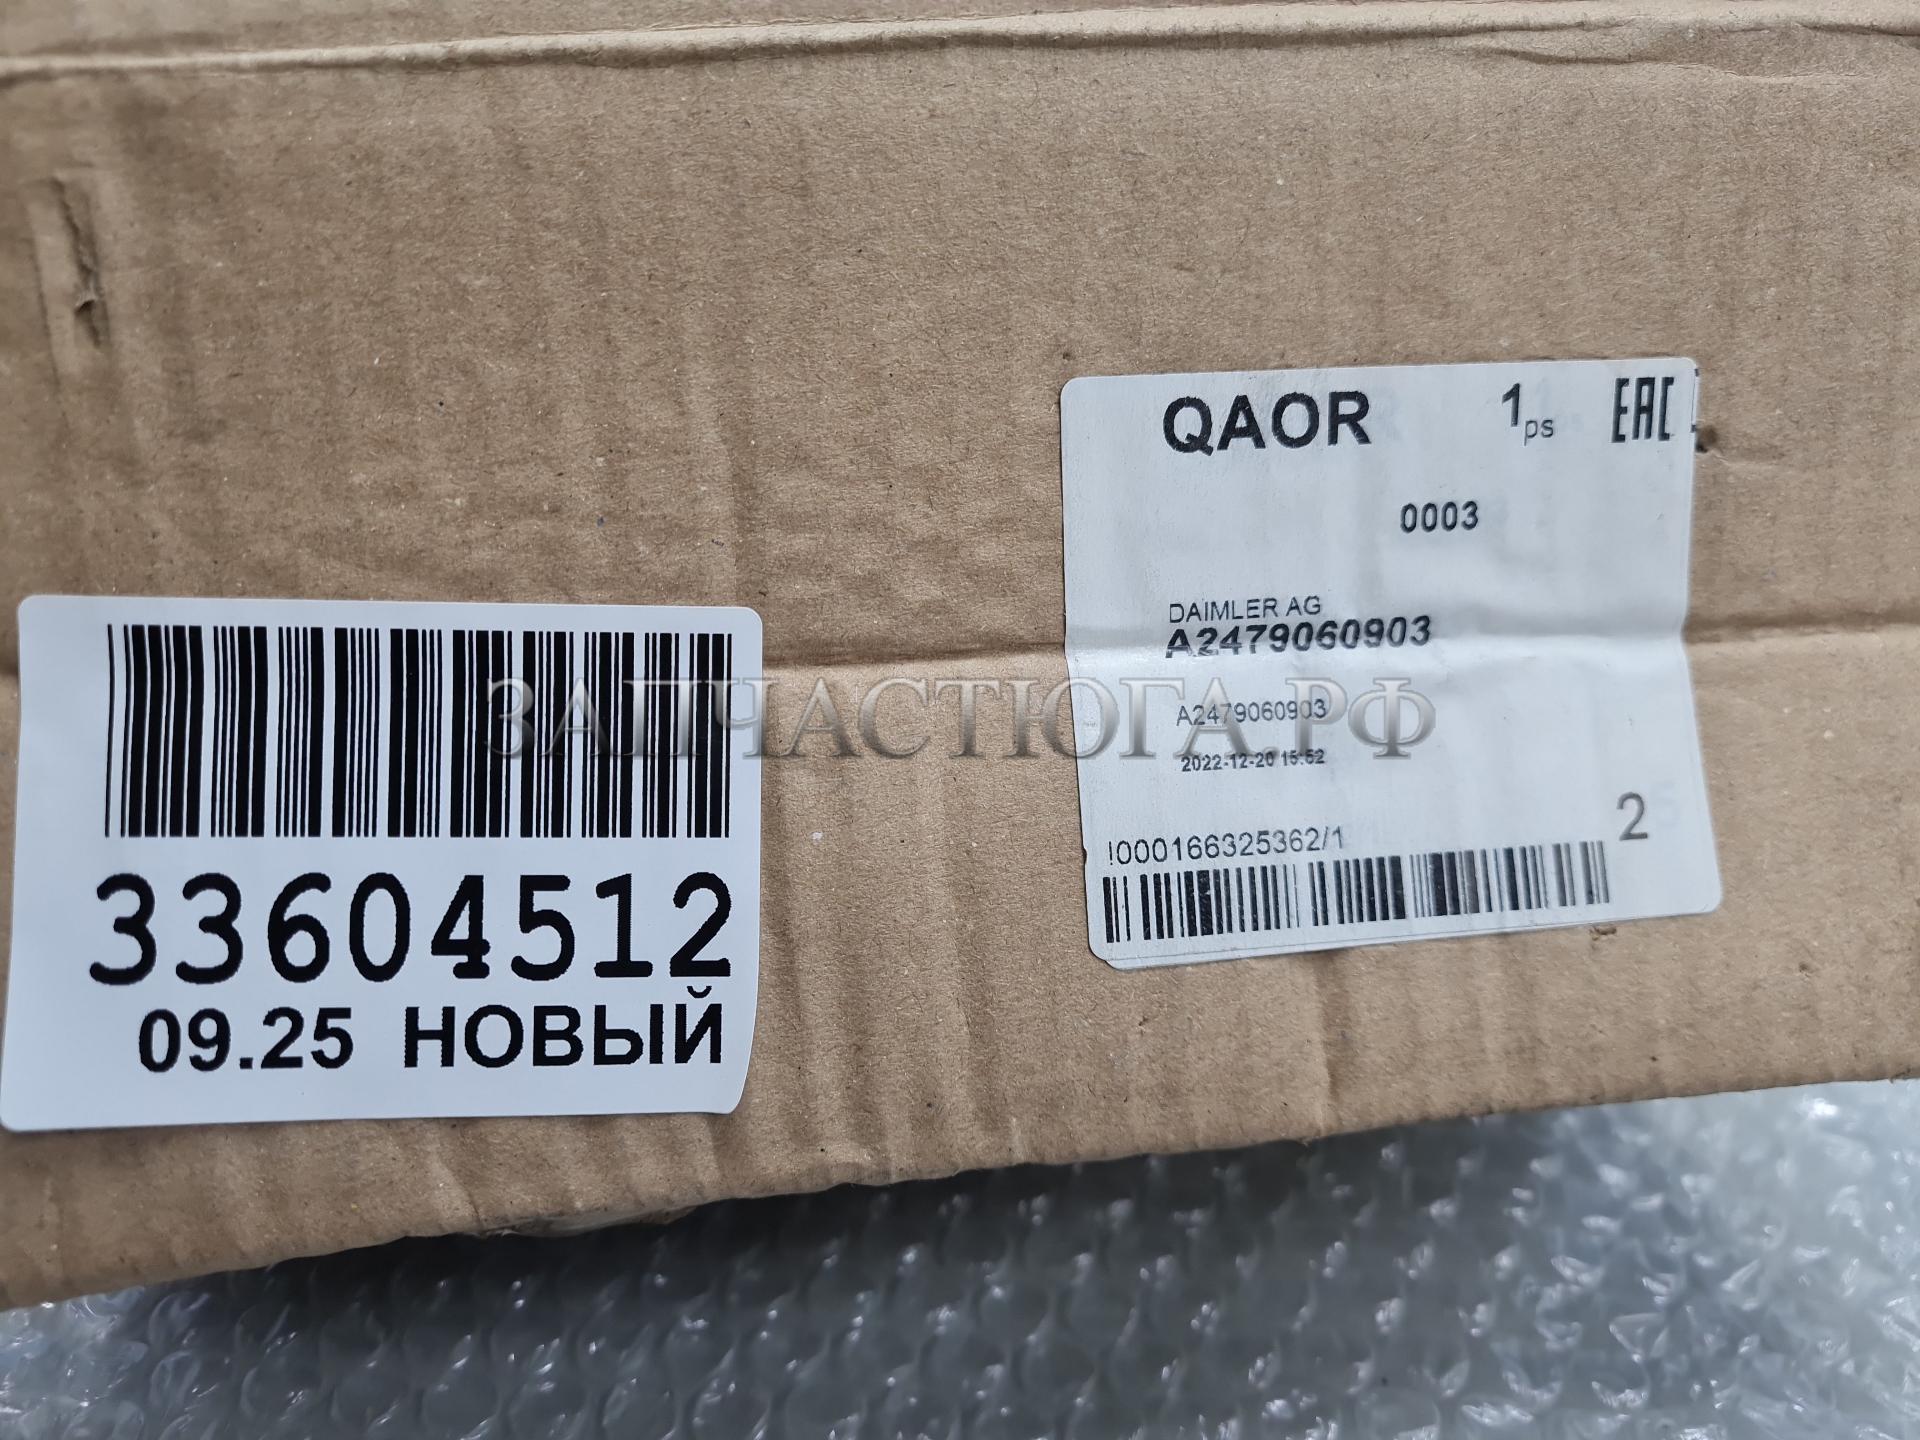 QAOR 1ps EAC
0003
DAIMLER AG
A2479060903
A2479060903
2022-12-20 15:52
2
!000166325362/1
ЗАПЧАСТЮГА.РФ
33604512
09.25 НОВЫЙ